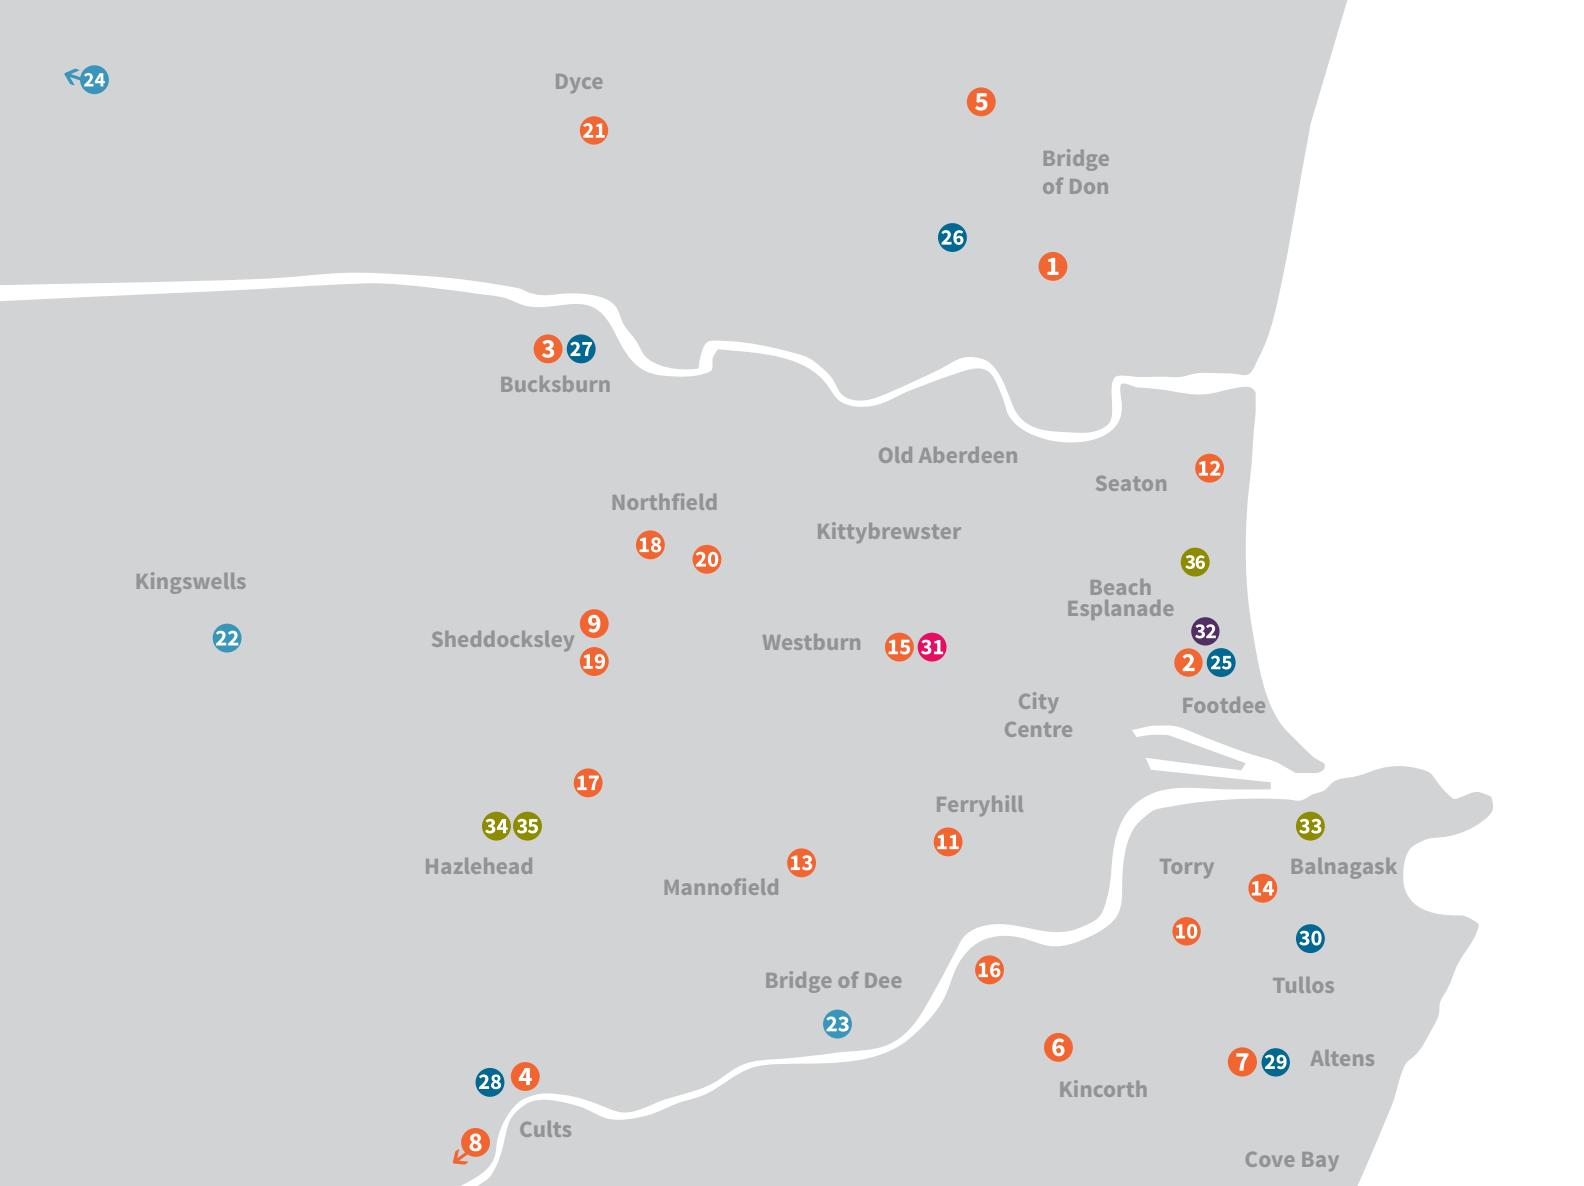 24
Dyce
5
21
Bridge
of Don
26
1
3 27
Bucksburn
Old Aberdeen
12
Seaton
Northfield
Kittybrewster
18
20
36
Kingswells
Beach
Esplanade
9
22
Sheddocksley
Westburn
15 31
32
19
2 25
City
Centre
Footdee
17
Ferryhill
34 35
11
33
Hazlehead
13
Mannofield
Torry
Balnagask
14
10
30
16
Bridge of Dee
Tullos
23
6
7 29
Altens
28 4
Kincorth
Cults
8
Cove Bay